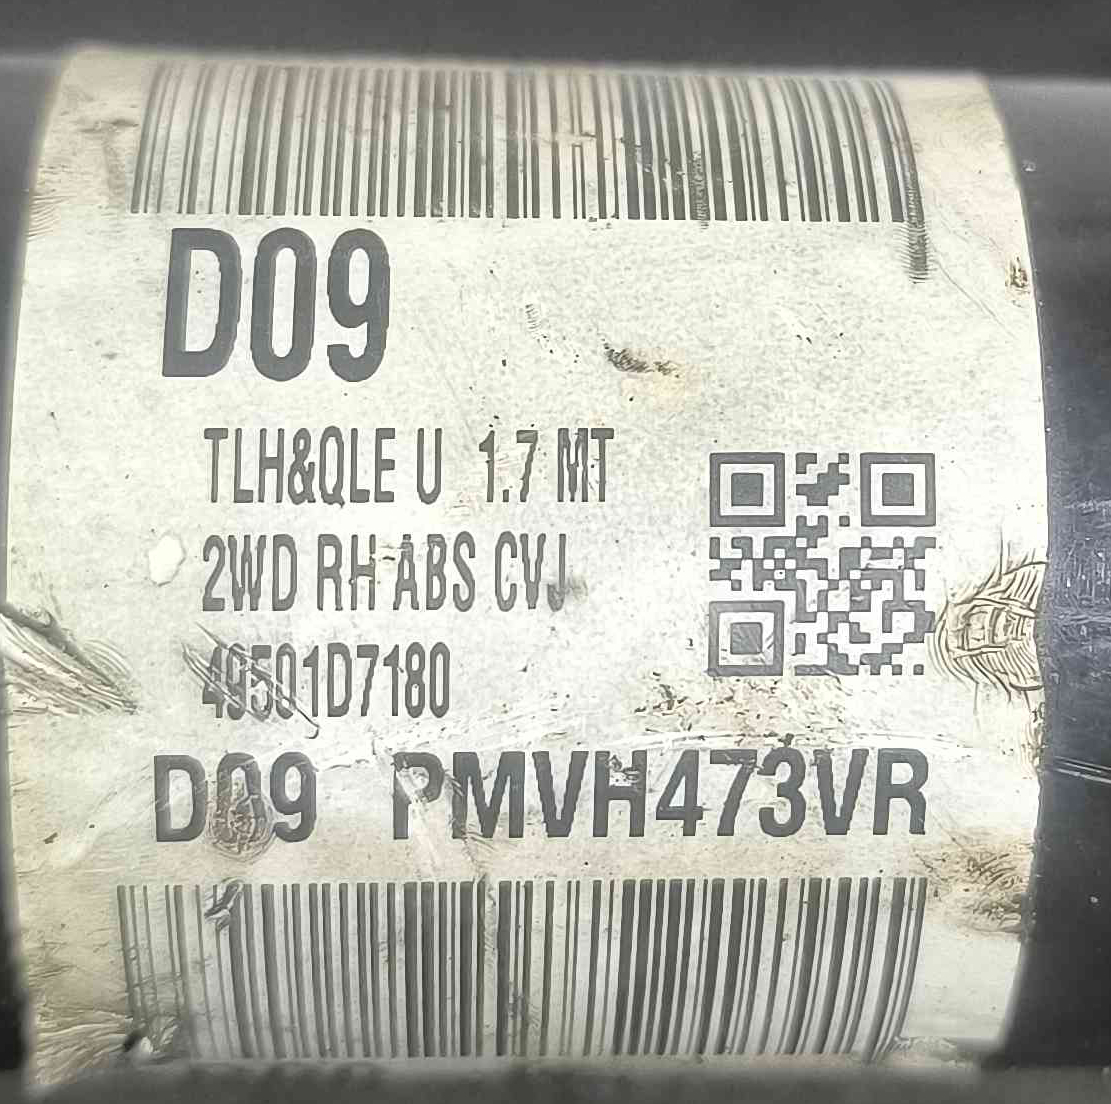 D09
TLH&QLE U 1.7 MT
2WD RH ABS CVJ
49501D7180
D09 PMVH473VR